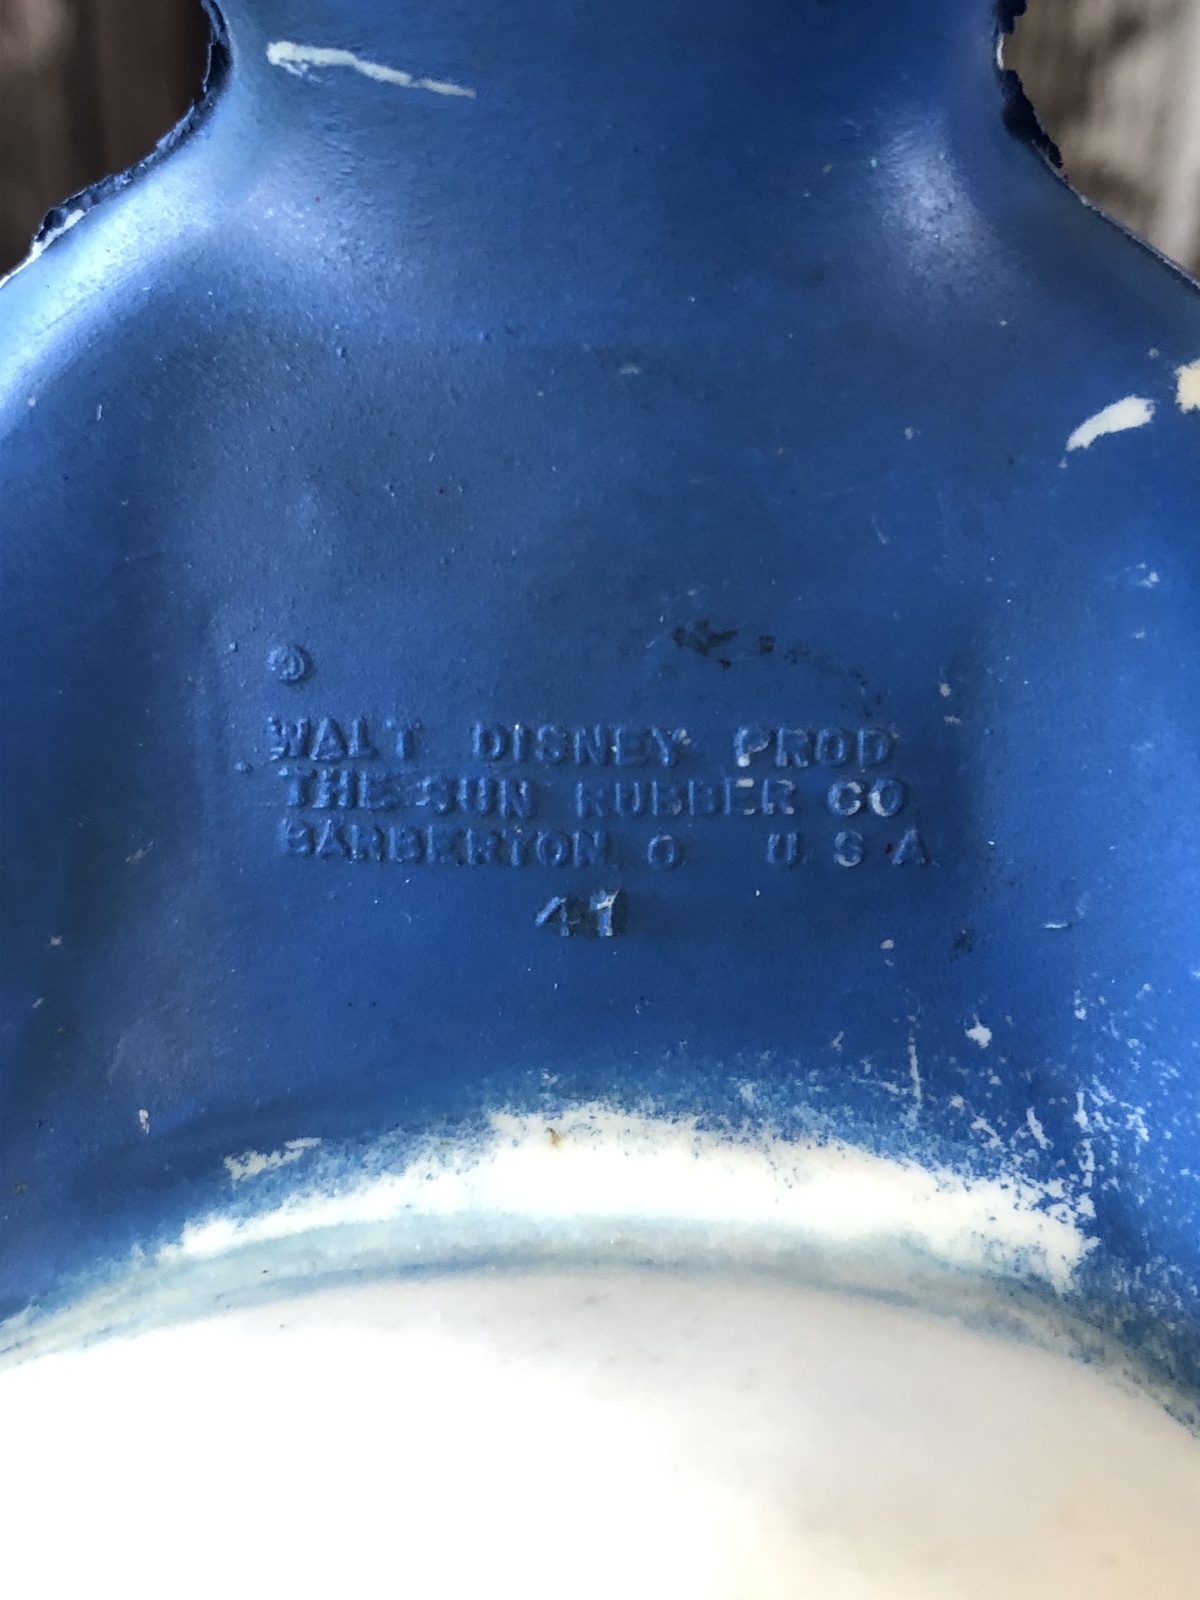 ©
WALT DISNEY PROD
THE SUN RUBBER CO
BARBERTON O U S A
41